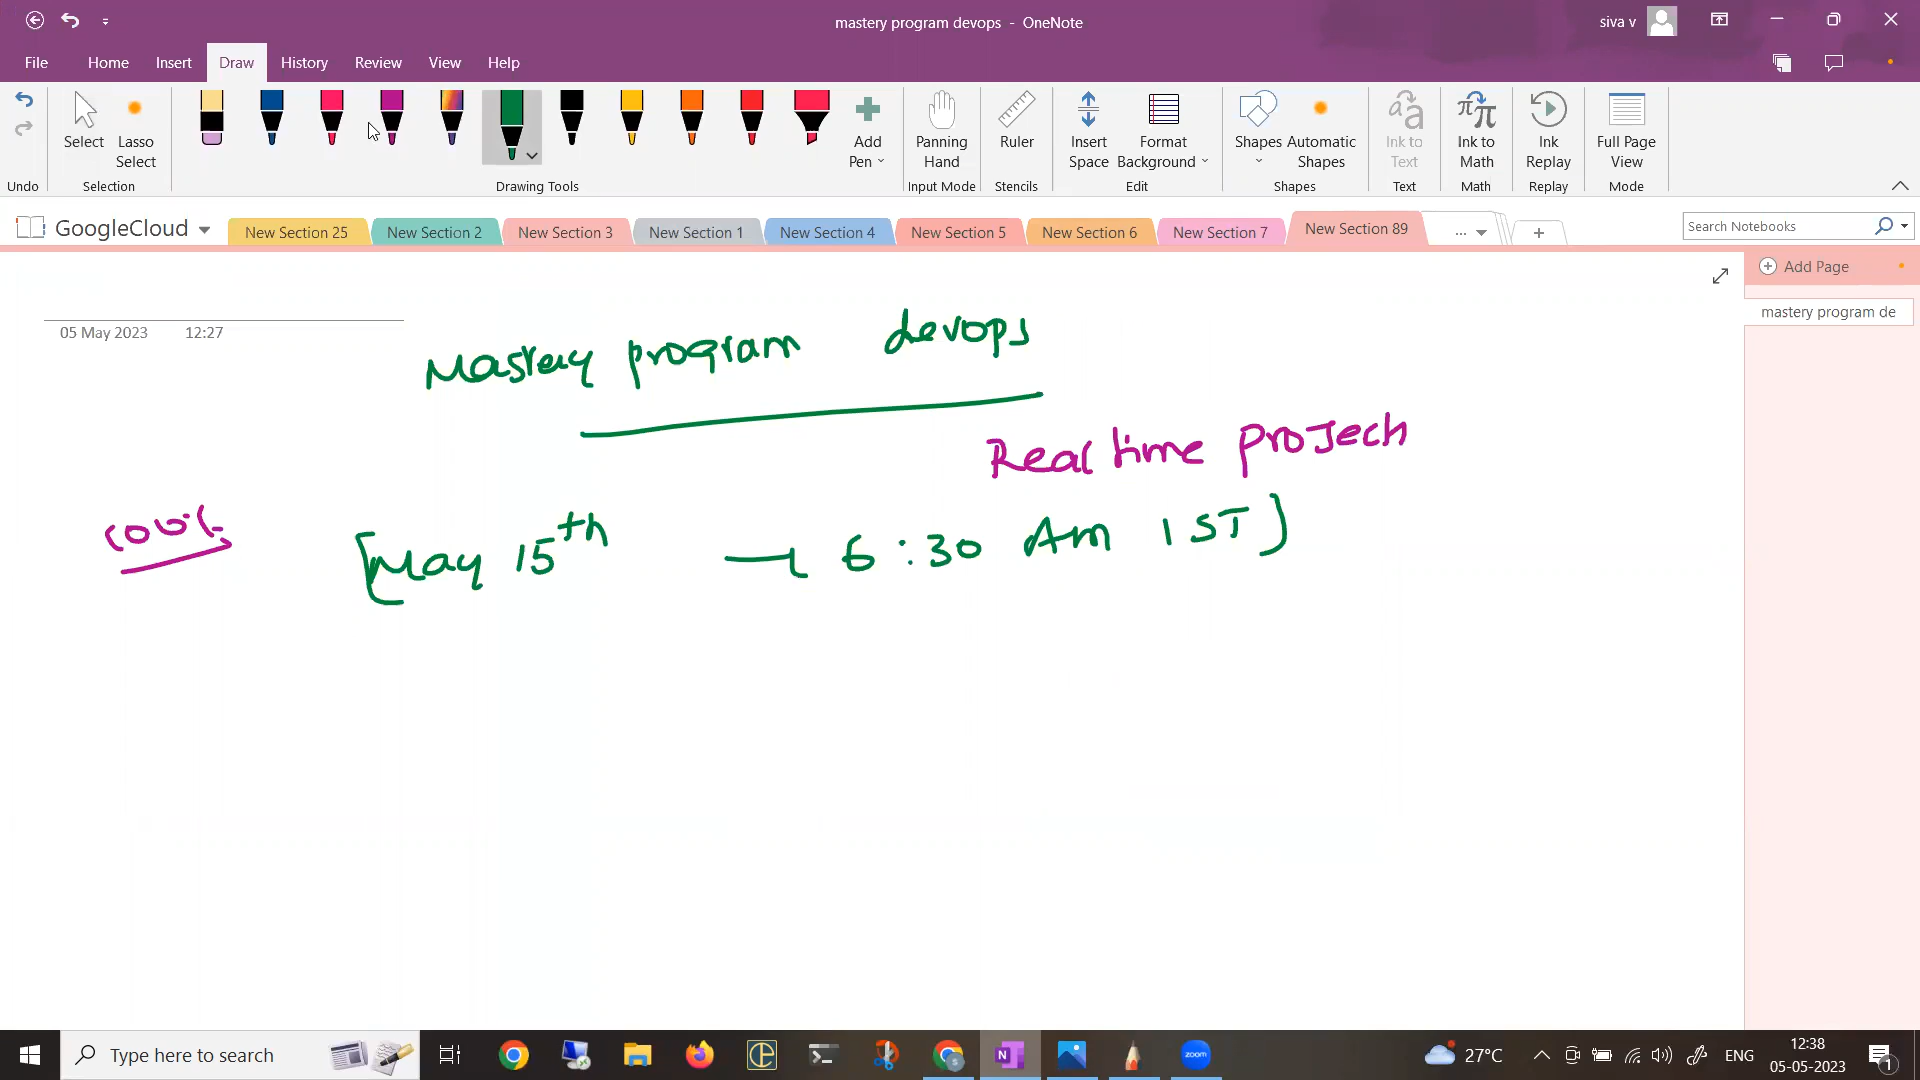 mastery program devops - OneNote
siva v
File Home Insert Draw History Review View Help
Select
Lasso Select
Add Pen
Panning Hand
Ruler
Insert Space
Format Background
Shapes
Automatic Shapes
Ink to Text
Ink to Math
Ink Replay
Full Page View
Undo Selection Drawing Tools Input Mode Stencils Edit Shapes Text Math Replay Mode
GoogleCloud New Section 25 New Section 2 New Section 3 New Section 1 New Section 4 New Section 5 New Section 6 New Section 7 New Section 89 ... Search Notebooks
Add Page
mastery program de
05 May 2023 12:27
Mastery program devops
Real time project
100%
[May 15th → 6:30 Am IST]
Type here to search
zoom
27°C
ENG
12:38
05-05-2023
1